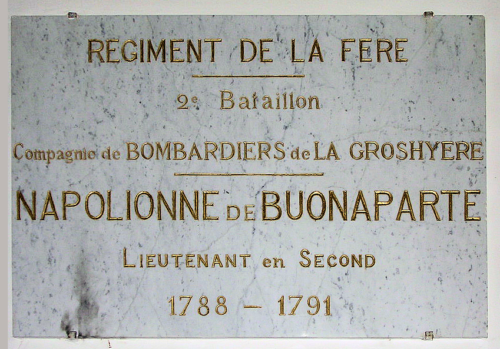 REGIMENT DE LA FERE
2e Bataillon
Compagnie de BOMBARDIERS de LA GROSHYERE
NAPOLIONNE DE BUONAPARTE
LIEUTENANT en SECOND
1788 - 1791